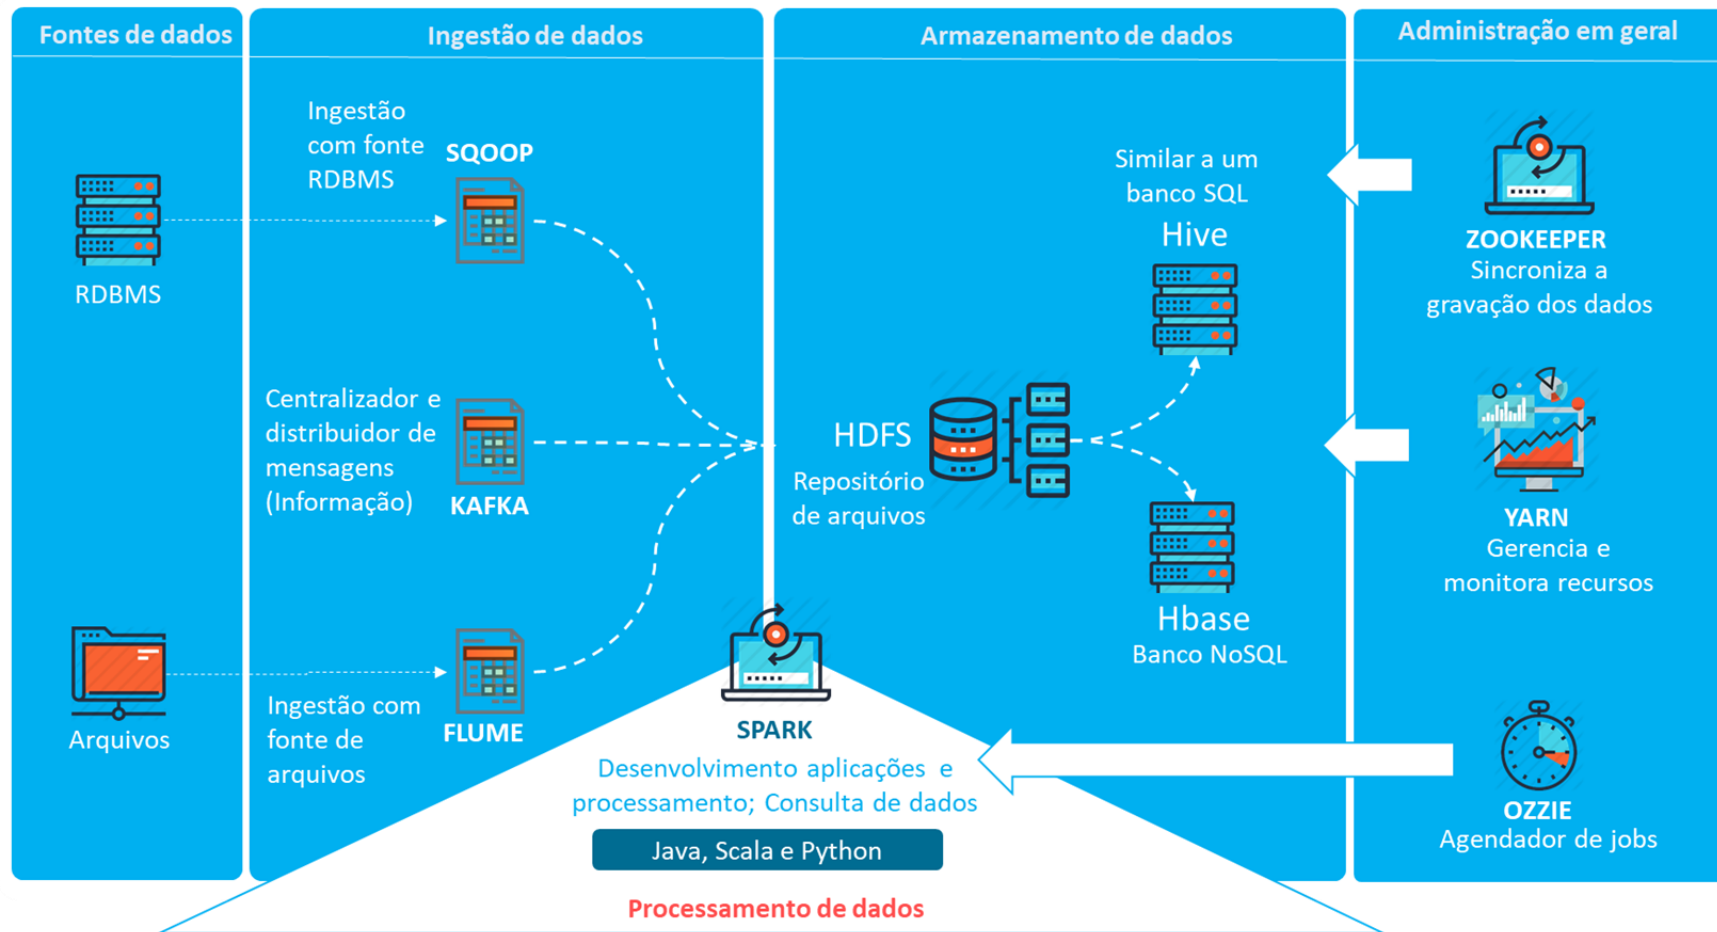 Fontes de dados
Ingestão de dados
Armazenamento de dados
Administração em geral
RDBMS
Arquivos
Ingestão
com fonte
RDBMS
SQOOP
Centralizador e
distribuidor de
mensagens
(Informação)
KAFKA
Ingestão com
fonte de
arquivos
FLUME
HDFS
Repositório
de arquivos
Similar a um
banco SQL
Hive
Hbase
Banco NoSQL
ZOOKEEPER
Sincroniza a
gravação dos dados
YARN
Gerencia e
monitora recursos
OZZIE
Agendador de jobs
SPARK
Desenvolvimento aplicações e
processamento; Consulta de dados
Java, Scala e Python
Processamento de dados